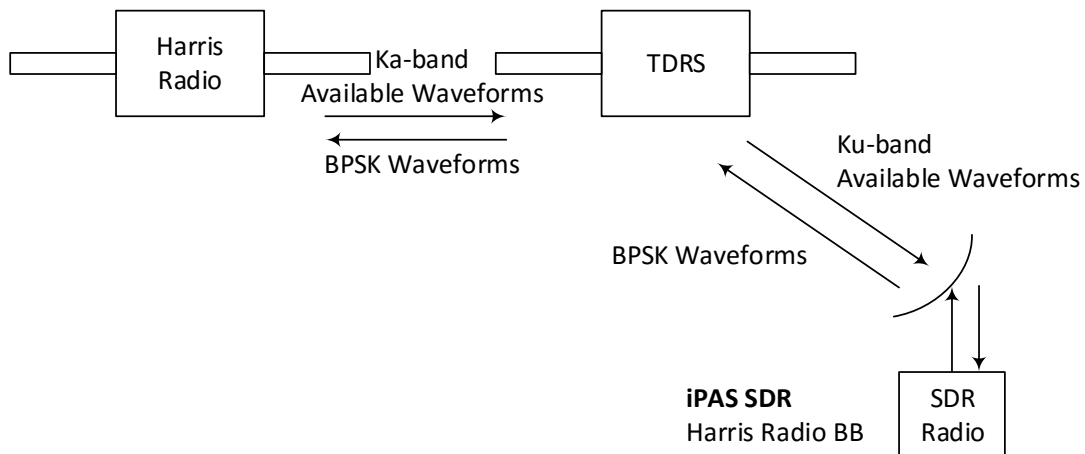 Harris
Radio
Ka-band
Available Waveforms
BPSK Waveforms
TDRS
Ku-band
Available Waveforms
BPSK Waveforms
iPAS SDR
Harris Radio BB
SDR
Radio